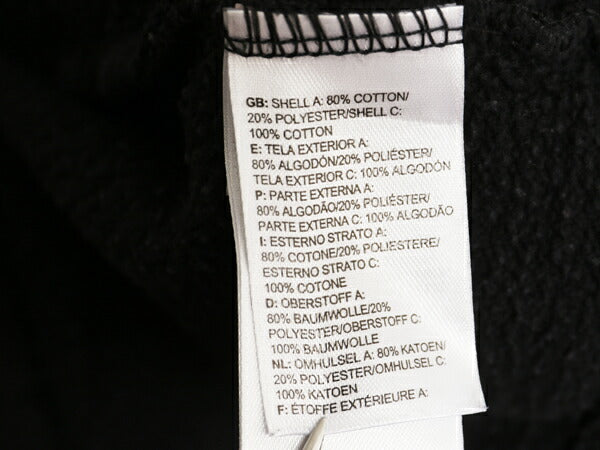 GB: SHELL A: 80% COTTON/
20% POLYESTER/SHELL C:
100% COTTON
E: TELA EXTERIOR A:
80% ALGODÓN/20% POLIÉSTER/
TELA EXTERIOR C: 100% ALGODÓN
P: PARTE EXTERNA A:
80% ALGODÃO/20% POLIÉSTER/
PARTE EXTERNA C: 100% ALGODÃO
I: ESTERNO STRATO A:
80% COTONE/20% POLIESTERE/
ESTERNO STRATO C:
100% COTONE
D: OBERSTOFF A:
80% BAUMWOLLE/20%
POLYESTER/OBERSTOFF C:
100% BAUMWOLLE
NL: OMHULSEL A: 80% KATOEN/
20% POLYESTER/OMHULSEL C:
100% KATOEN
F: ÉTOFFE EXTÉRIEURE A: